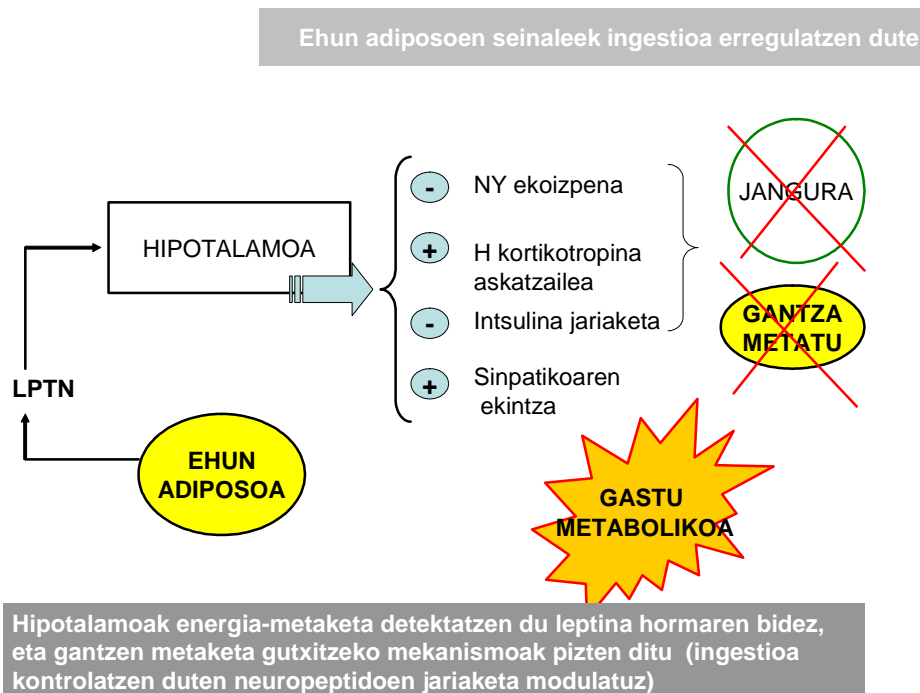 Ehun adiposoen seinaleek ingestioa erregulatzen dute
HIPOTALAMOA
LPTN
EHUN
ADIPOSOA
-
NY ekoizpena
+
H kortikotropina
askatzailea
-
Intsulina jariaketa
+
Sinpatikoaren
ekintza
JANGURA
GANTZA
METATU
GASTU
METABOLIKOA
Hipotalamoak energia-metaketa detektatzen du leptina hormaren bidez,
eta gantzen metaketa gutxitzeko mekanismoak pizten ditu (ingestioa
kontrolatzen duten neuropeptidoen jariaketa modulatuz)